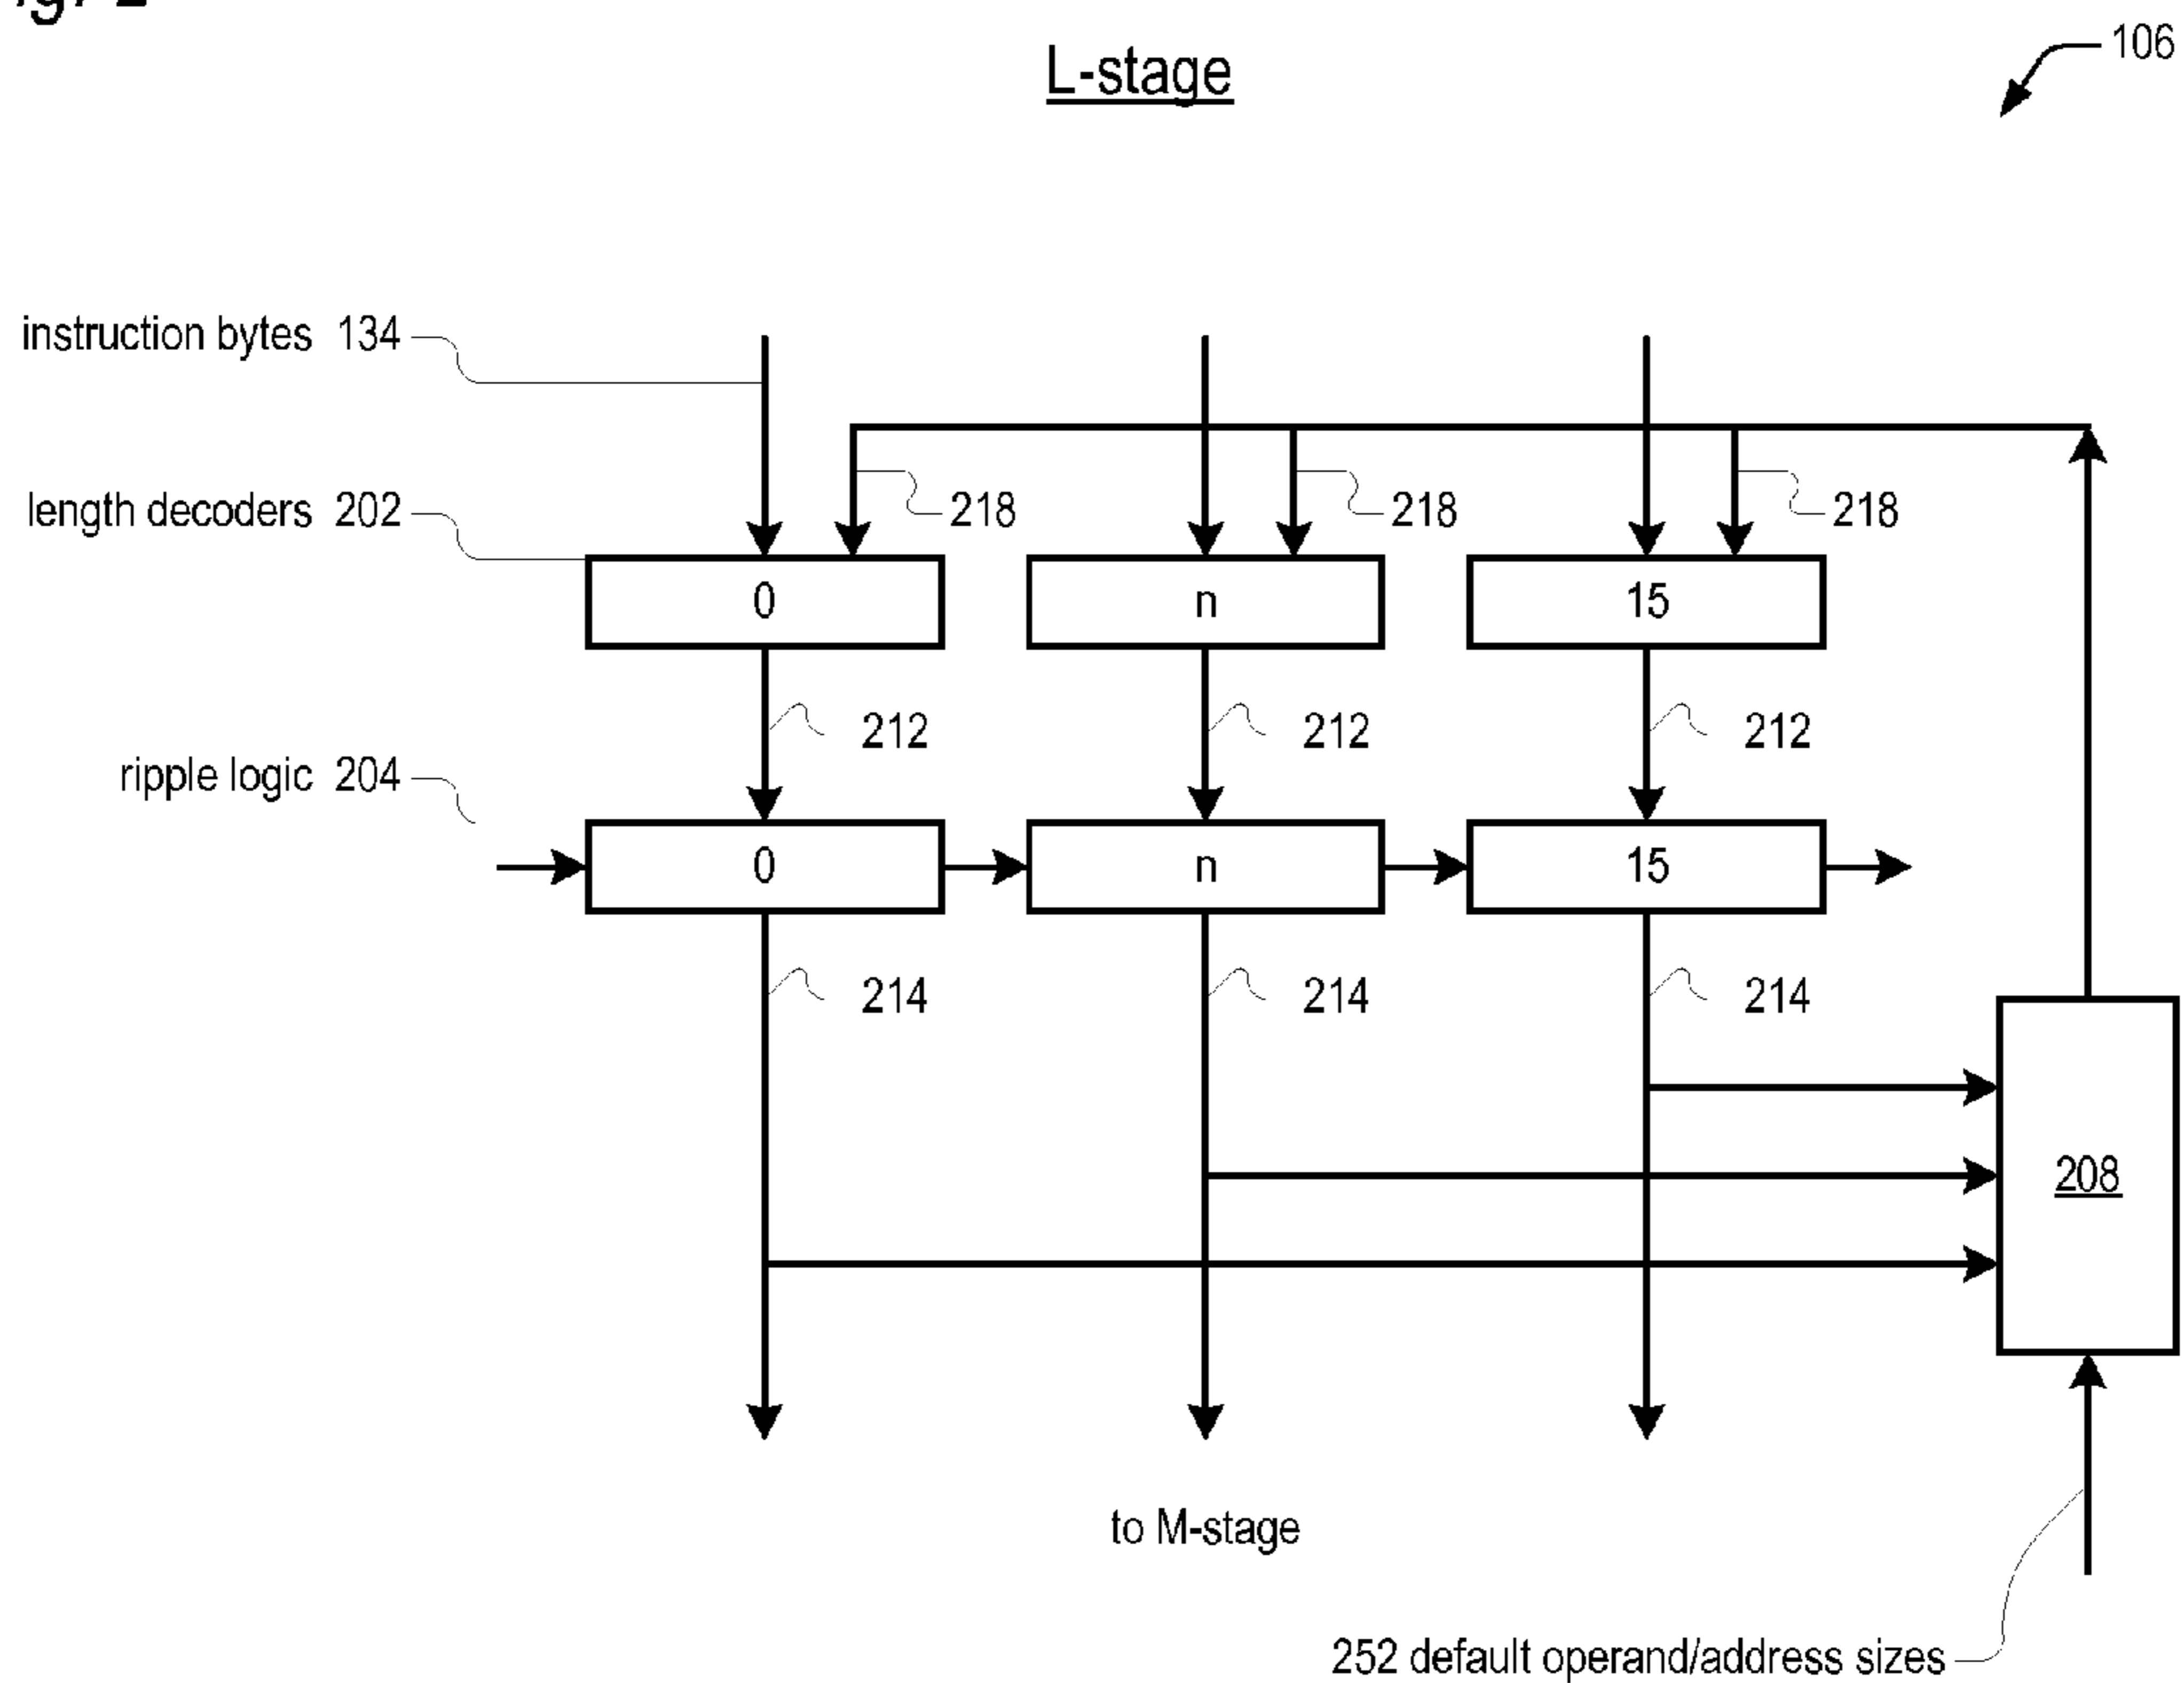 L-stage
106
instruction bytes 134
length decoders 202
218
218
218
0
n
15
212
212
212
ripple logic 204
0
n
15
214
214
214
208
to M-stage
252 default operand/address sizes